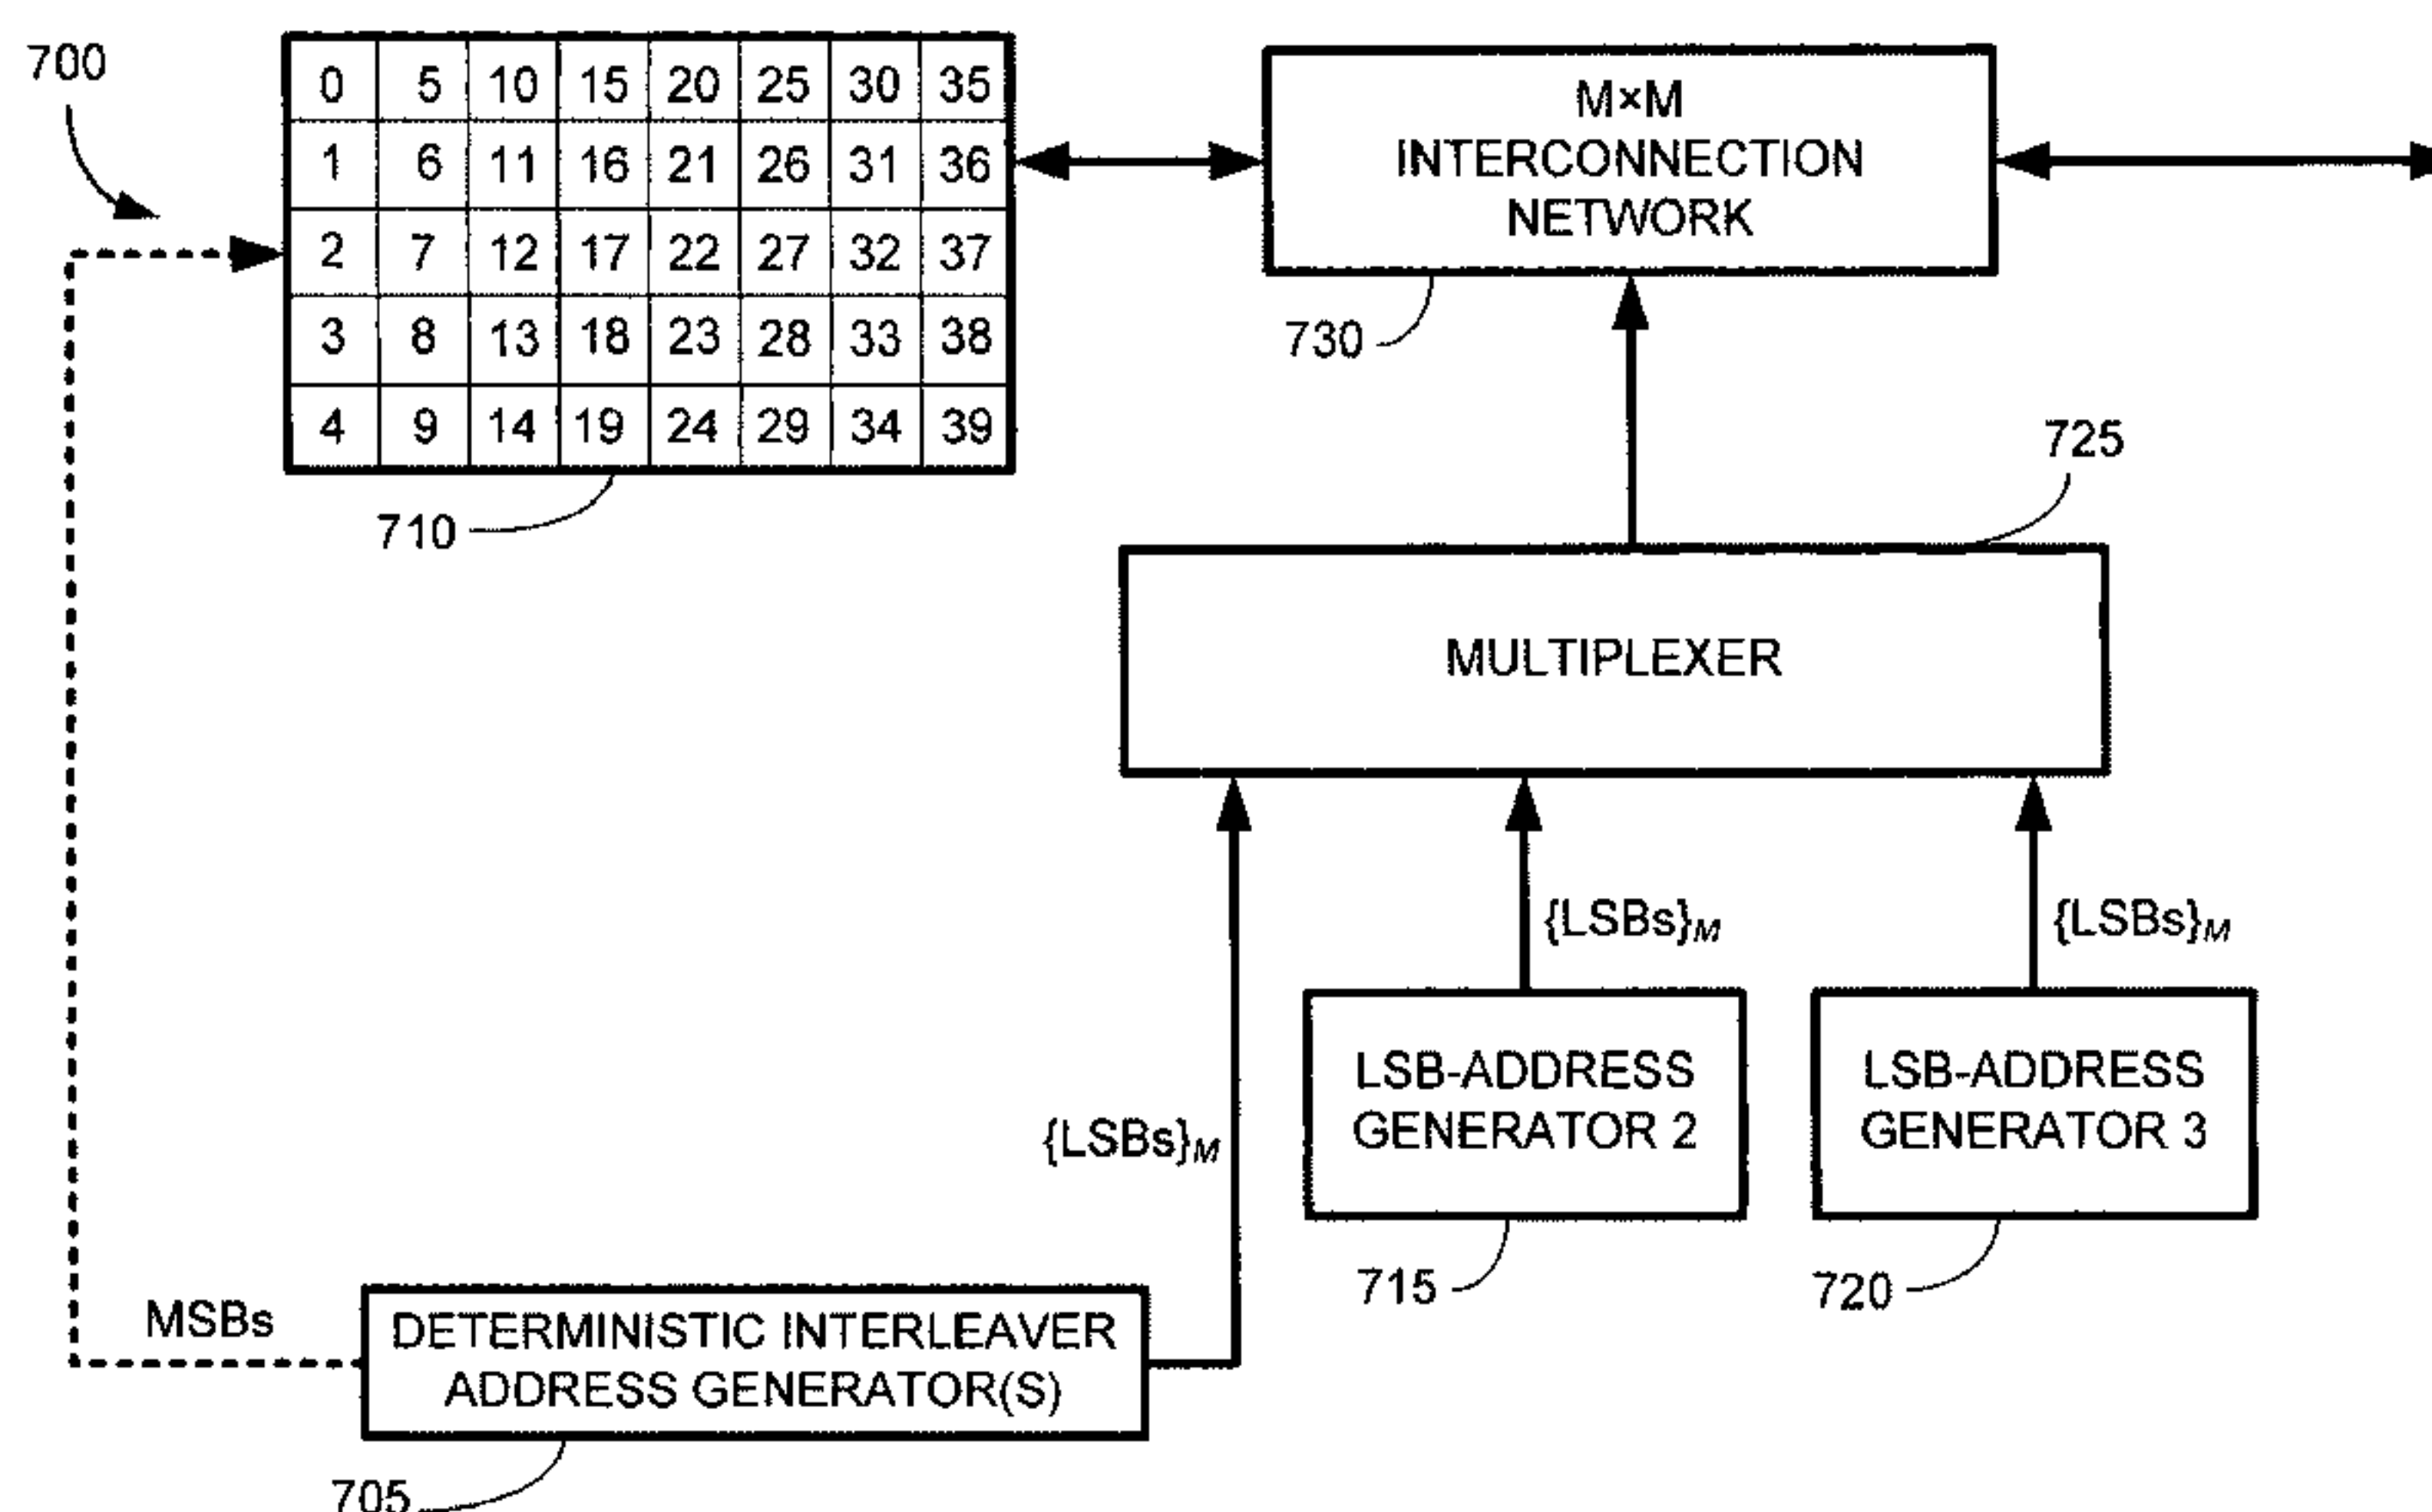 700
0 5 10 15 20 25 30 35
1 6 11 16 21 26 31 36
2 7 12 17 22 27 32 37
3 8 13 18 23 28 33 38
4 9 14 19 24 29 34 39
710
M×M
INTERCONNECTION
NETWORK
730
725
MULTIPLEXER
{LSBs}M
{LSBs}M
{LSBs}M
LSB-ADDRESS
GENERATOR 2
715
LSB-ADDRESS
GENERATOR 3
720
MSBs
DETERMINISTIC INTERLEAVER
ADDRESS GENERATOR(S)
705